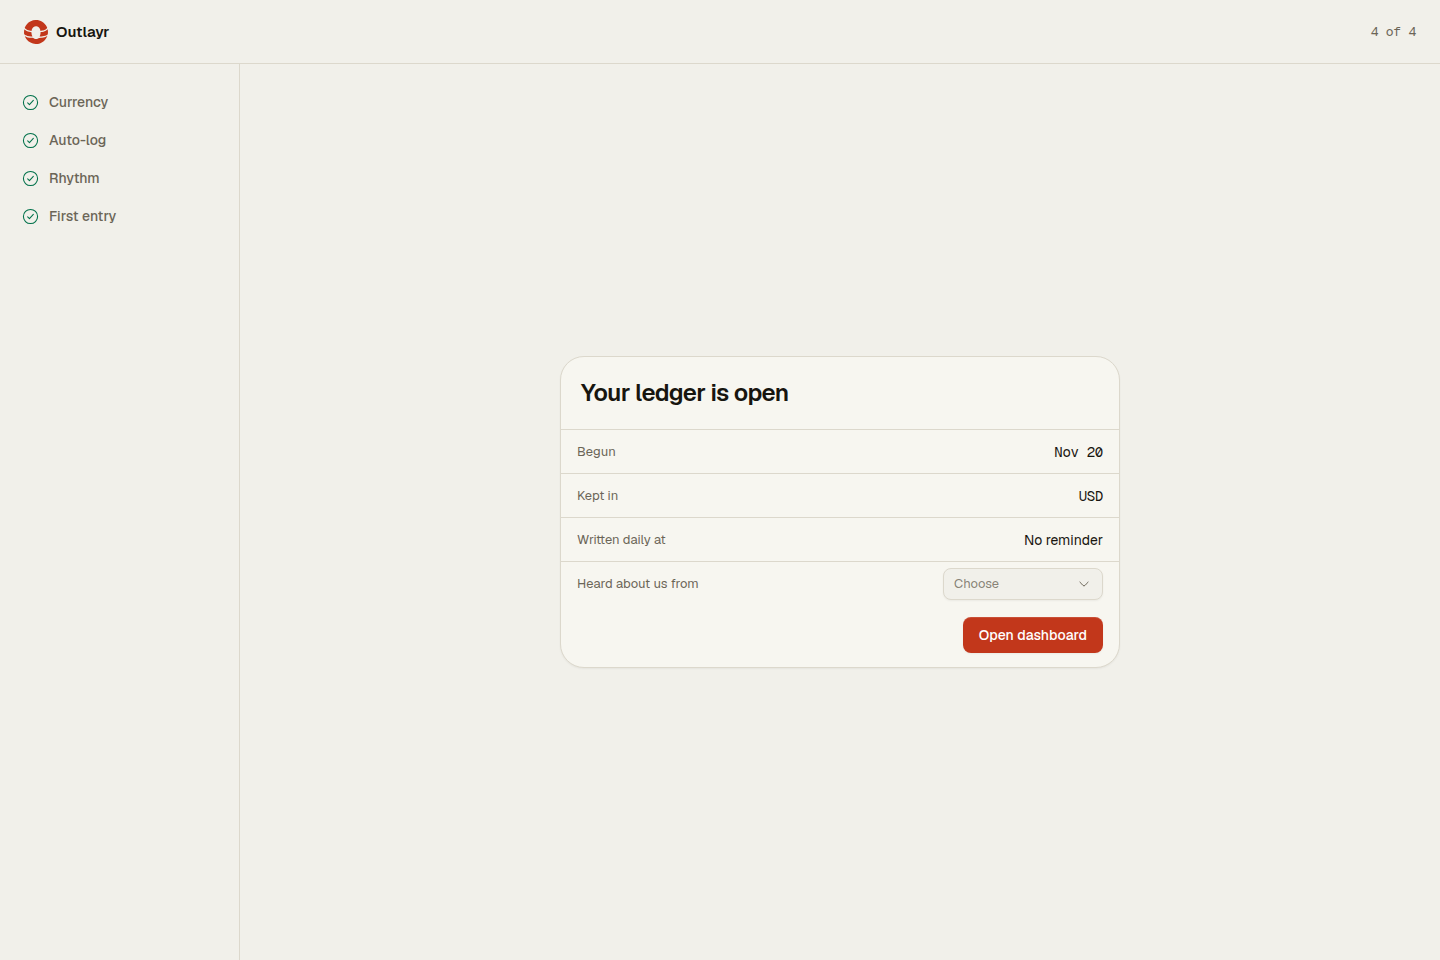 Outlayr
4 of 4
Currency
Auto-log
Rhythm
First entry
Your ledger is open
Begun Nov 20
Kept in USD
Written daily at No reminder
Heard about us from Choose
Open dashboard